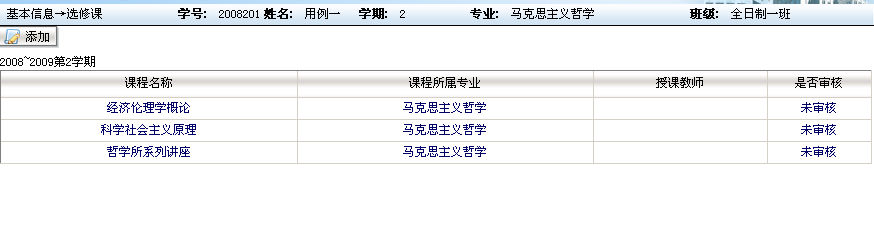 基本信息→选修课 学号: 2008201 姓名: 用例一 学期: 2 专业: 马克思主义哲学 班级: 全日制一班
添加
2008~2009第2学期
课程名称 课程所属专业 授课教师 是否审核
经济伦理学概论 马克思主义哲学 未审核
科学社会主义原理 马克思主义哲学 未审核
哲学所系列讲座 马克思主义哲学 未审核